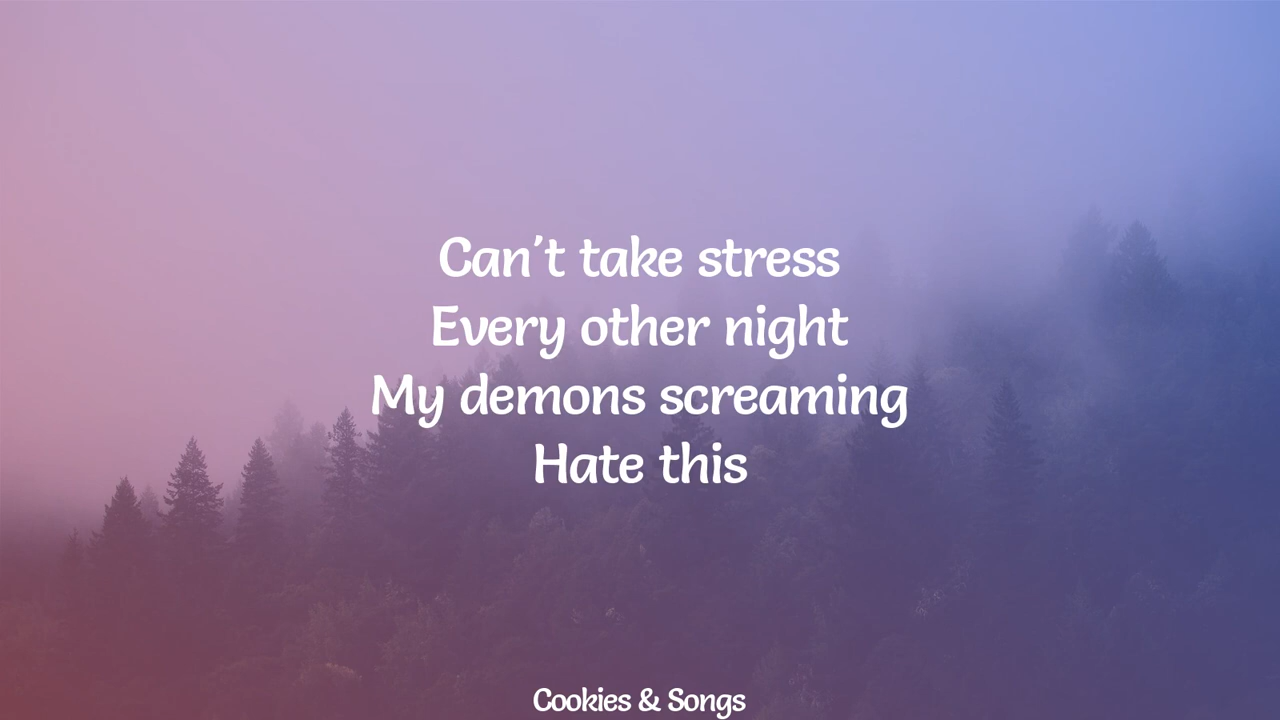 Can't take stress
Every other night
My demons screaming
Hate this
Cookies & Songs